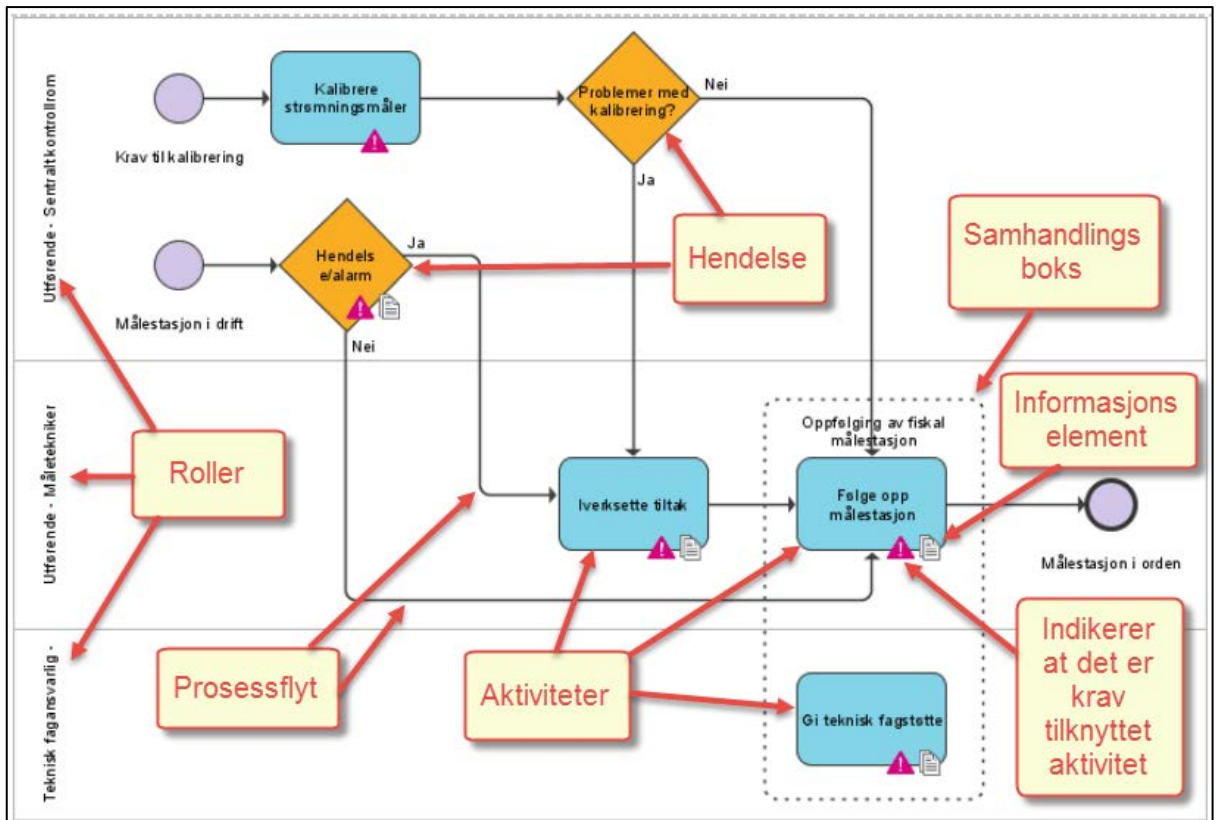 Utførende - Sentraltkontrollrom
Kalibrere
strømningsmåler
Problemer med
kalibrering?
Nei
Krav til kalibrering
Ja
Hendels
e/alarm
Ja
Hendelse
Samhandlings
boks
Målestasjon i drift
Nei
Utførende - Måletekniker
Roller
Oppfølging av fiskal
målestasjon
Informasjons
element
Iverksette tiltak
Følge opp
målestasjon
Målestasjon i orden
Teknisk fagansvarlig -
Prosessflyt
Aktiviteter
Gi teknisk fagstøtte
Indikerer
at det er
krav
tilknyttet
aktivitet